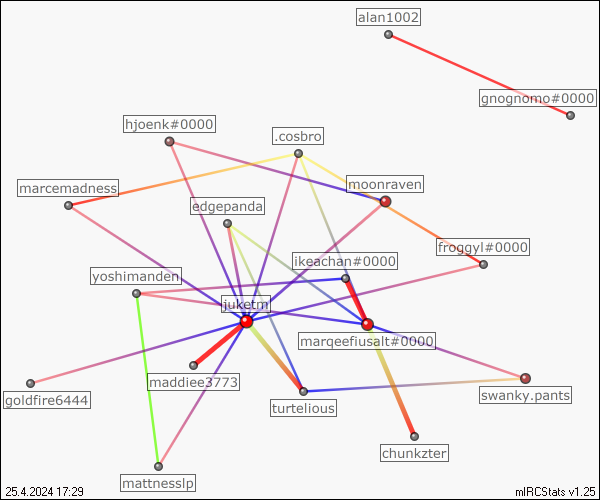 alan1002
gnognomo#0000
hjoenk#0000
.cosbro
marcemadness
moonraven
edgepanda
froggyl#0000
ikeachan#0000
yoshimanden
juketm
marqeefiusalt#0000
maddiee3773
goldfire6444
turtelious
swanky.pants
chunkzter
mattnesslp
25.4.2024 17:29
mIRCStats v1.25